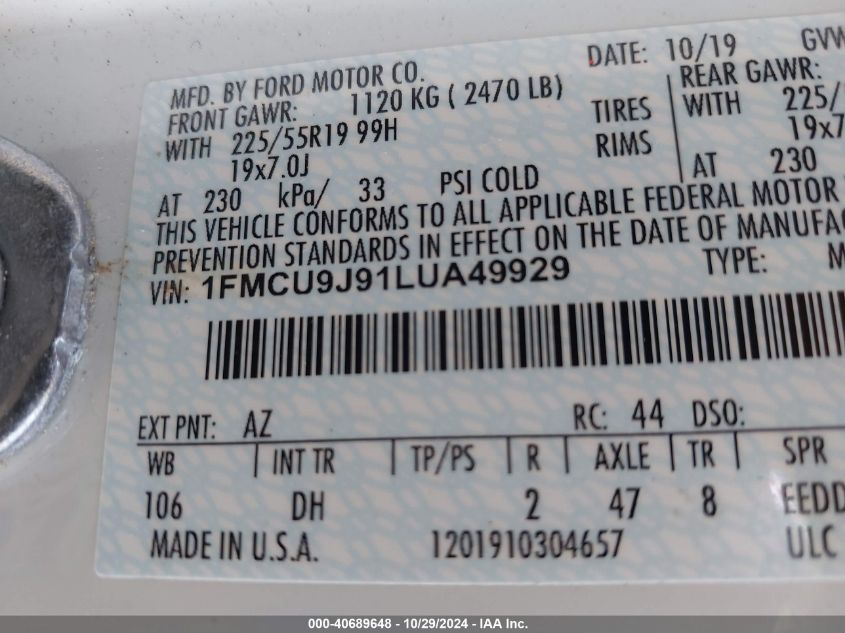 DATE: 10/19 GVW
MFD. BY FORD MOTOR CO.
FRONT GAWR: 1120 KG ( 2470 LB) REAR GAWR:
WITH 225/55R19 99H TIRES WITH 225/
19x7.0J RIMS 19x7
AT 230 kPa/ 33 PSI COLD AT 230
THIS VEHICLE CONFORMS TO ALL APPLICABLE FEDERAL MOTOR
PREVENTION STANDARDS IN EFFECT ON THE DATE OF MANUFAC
VIN: 1FMCU9J91LUA49929 TYPE: M
EXT PNT: AZ RC: 44 DSO:
WB INT TR TP/PS R AXLE TR SPR
106 DH 2 47 8 EEDD
MADE IN U.S.A. 1201910304657 ULC
000-40689648 - 10/29/2024 - IAA Inc.